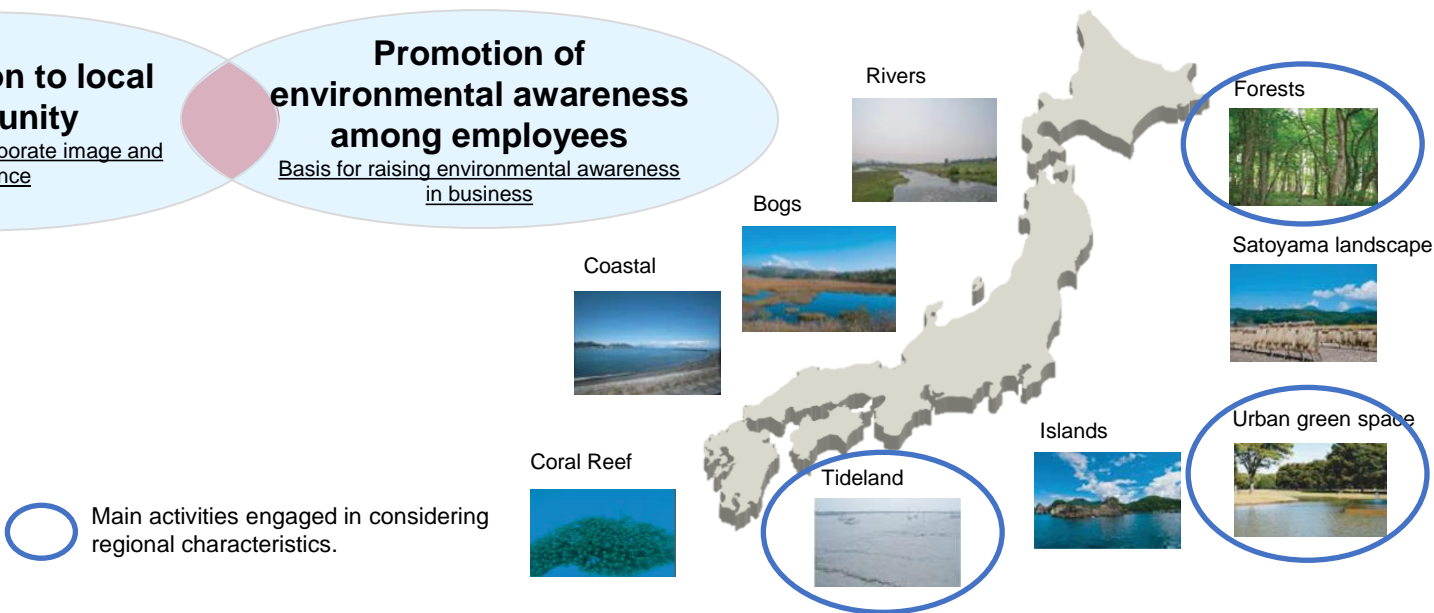 on to local
unity
porate image and
nce
Promotion of
environmental awareness
among employees
Basis for raising environmental awareness
in business
Rivers
Forests
Bogs
Satoyama landscape
Coastal
Urban green space
Islands
Coral Reef
Tideland
Main activities engaged in considering
regional characteristics.